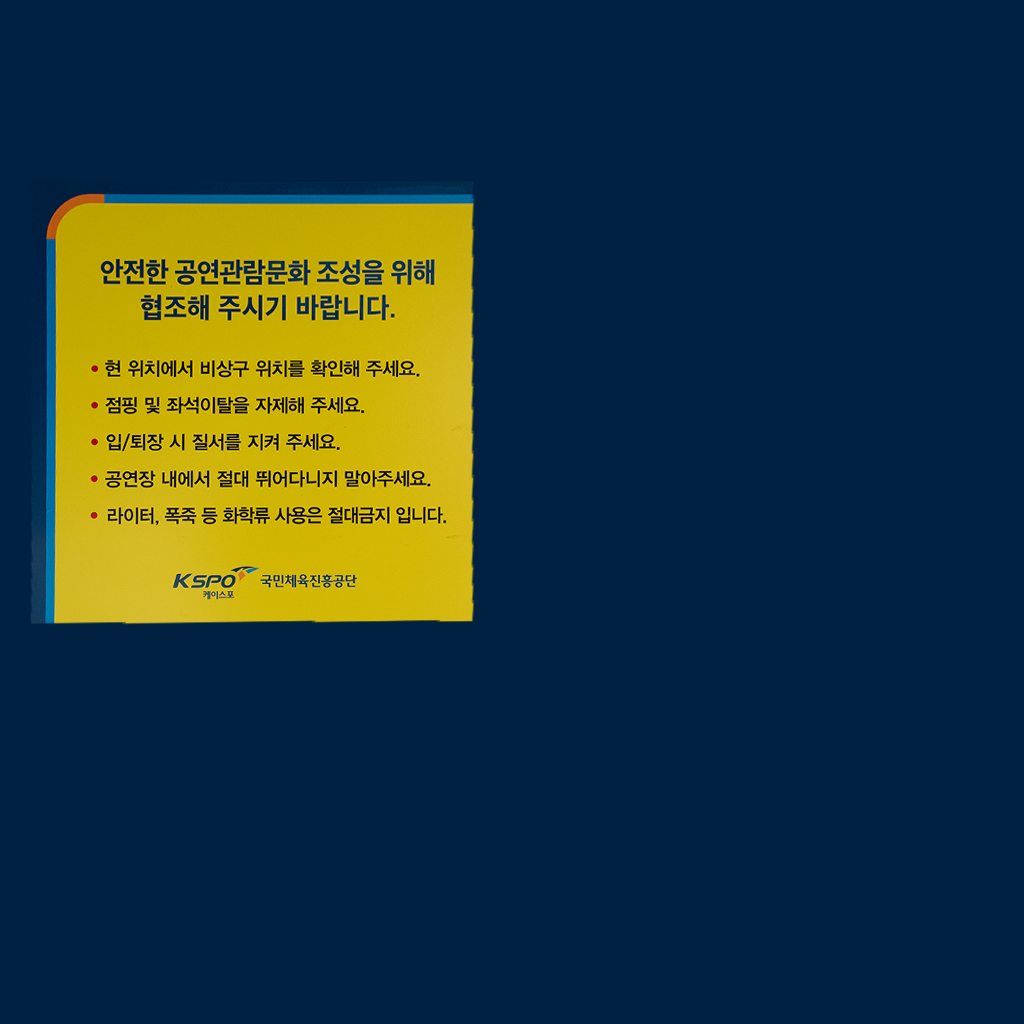 안전한 공연관람문화 조성을 위해
협조해 주시기 바랍니다.
• 현 위치에서 비상구 위치를 확인해 주세요.
• 점핑 및 좌석이탈을 자제해 주세요.
• 입/퇴장 시 질서를 지켜 주세요.
• 공연장 내에서 절대 뛰어다니지 말아주세요.
• 라이터, 폭죽 등 화학류 사용은 절대금지 입니다.
KSPO 국민체육진흥공단
케이스포